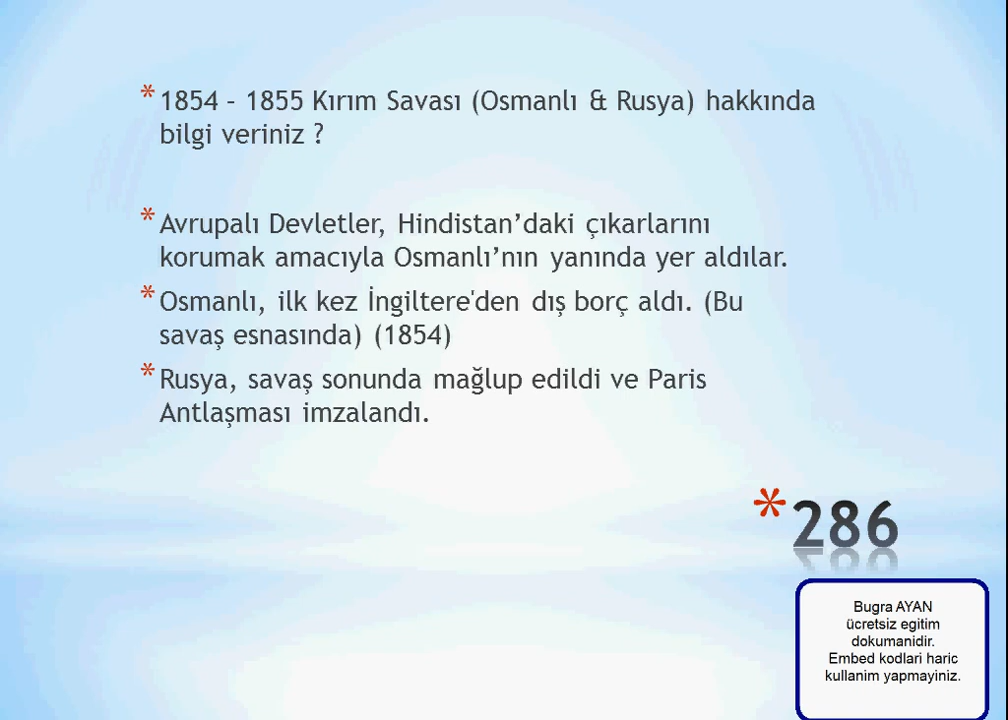 * 1854 – 1855 Kırım Savası (Osmanlı & Rusya) hakkında
bilgi veriniz ?
* Avrupalı Devletler, Hindistan’daki çıkarlarını
korumak amacıyla Osmanlı’nın yanında yer aldılar.
* Osmanlı, ilk kez İngiltere'den dış borç aldı. (Bu
savaş esnasında) (1854)
* Rusya, savaş sonunda mağlup edildi ve Paris
Antlaşması imzalandı.
* 286
Bugra AYAN
ücretsiz egitim
dokumanidir.
Embed kodlari haric
kullanim yapmayiniz.